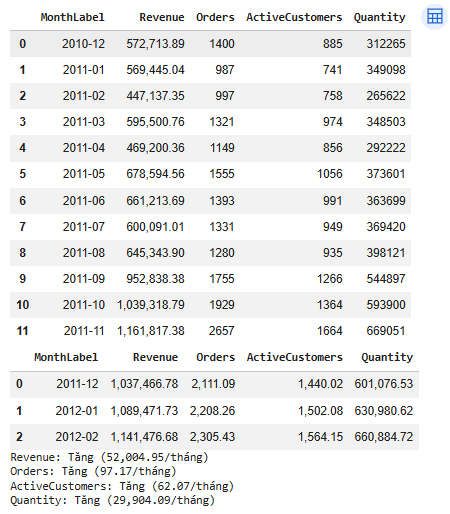 MonthLabel Revenue Orders ActiveCustomers Quantity
0 2010-12 572,713.89 1400 885 312265
1 2011-01 569,445.04 987 741 349098
2 2011-02 447,137.35 997 758 265622
3 2011-03 595,500.76 1321 974 348503
4 2011-04 469,200.36 1149 856 292222
5 2011-05 678,594.56 1555 1056 373601
6 2011-06 661,213.69 1393 991 363699
7 2011-07 600,091.01 1331 949 369420
8 2011-08 645,343.90 1280 935 398121
9 2011-09 952,838.38 1755 1266 544897
10 2011-10 1,039,318.79 1929 1364 593900
11 2011-11 1,161,817.38 2657 1664 669051
MonthLabel Revenue Orders ActiveCustomers Quantity
0 2011-12 1,037,466.78 2,111.09 1,440.02 601,076.53
1 2012-01 1,089,471.73 2,208.26 1,502.08 630,980.62
2 2012-02 1,141,476.68 2,305.43 1,564.15 660,884.72
Revenue: Tăng (52,004.95/tháng)
Orders: Tăng (97.17/tháng)
ActiveCustomers: Tăng (62.07/tháng)
Quantity: Tăng (29,904.09/tháng)